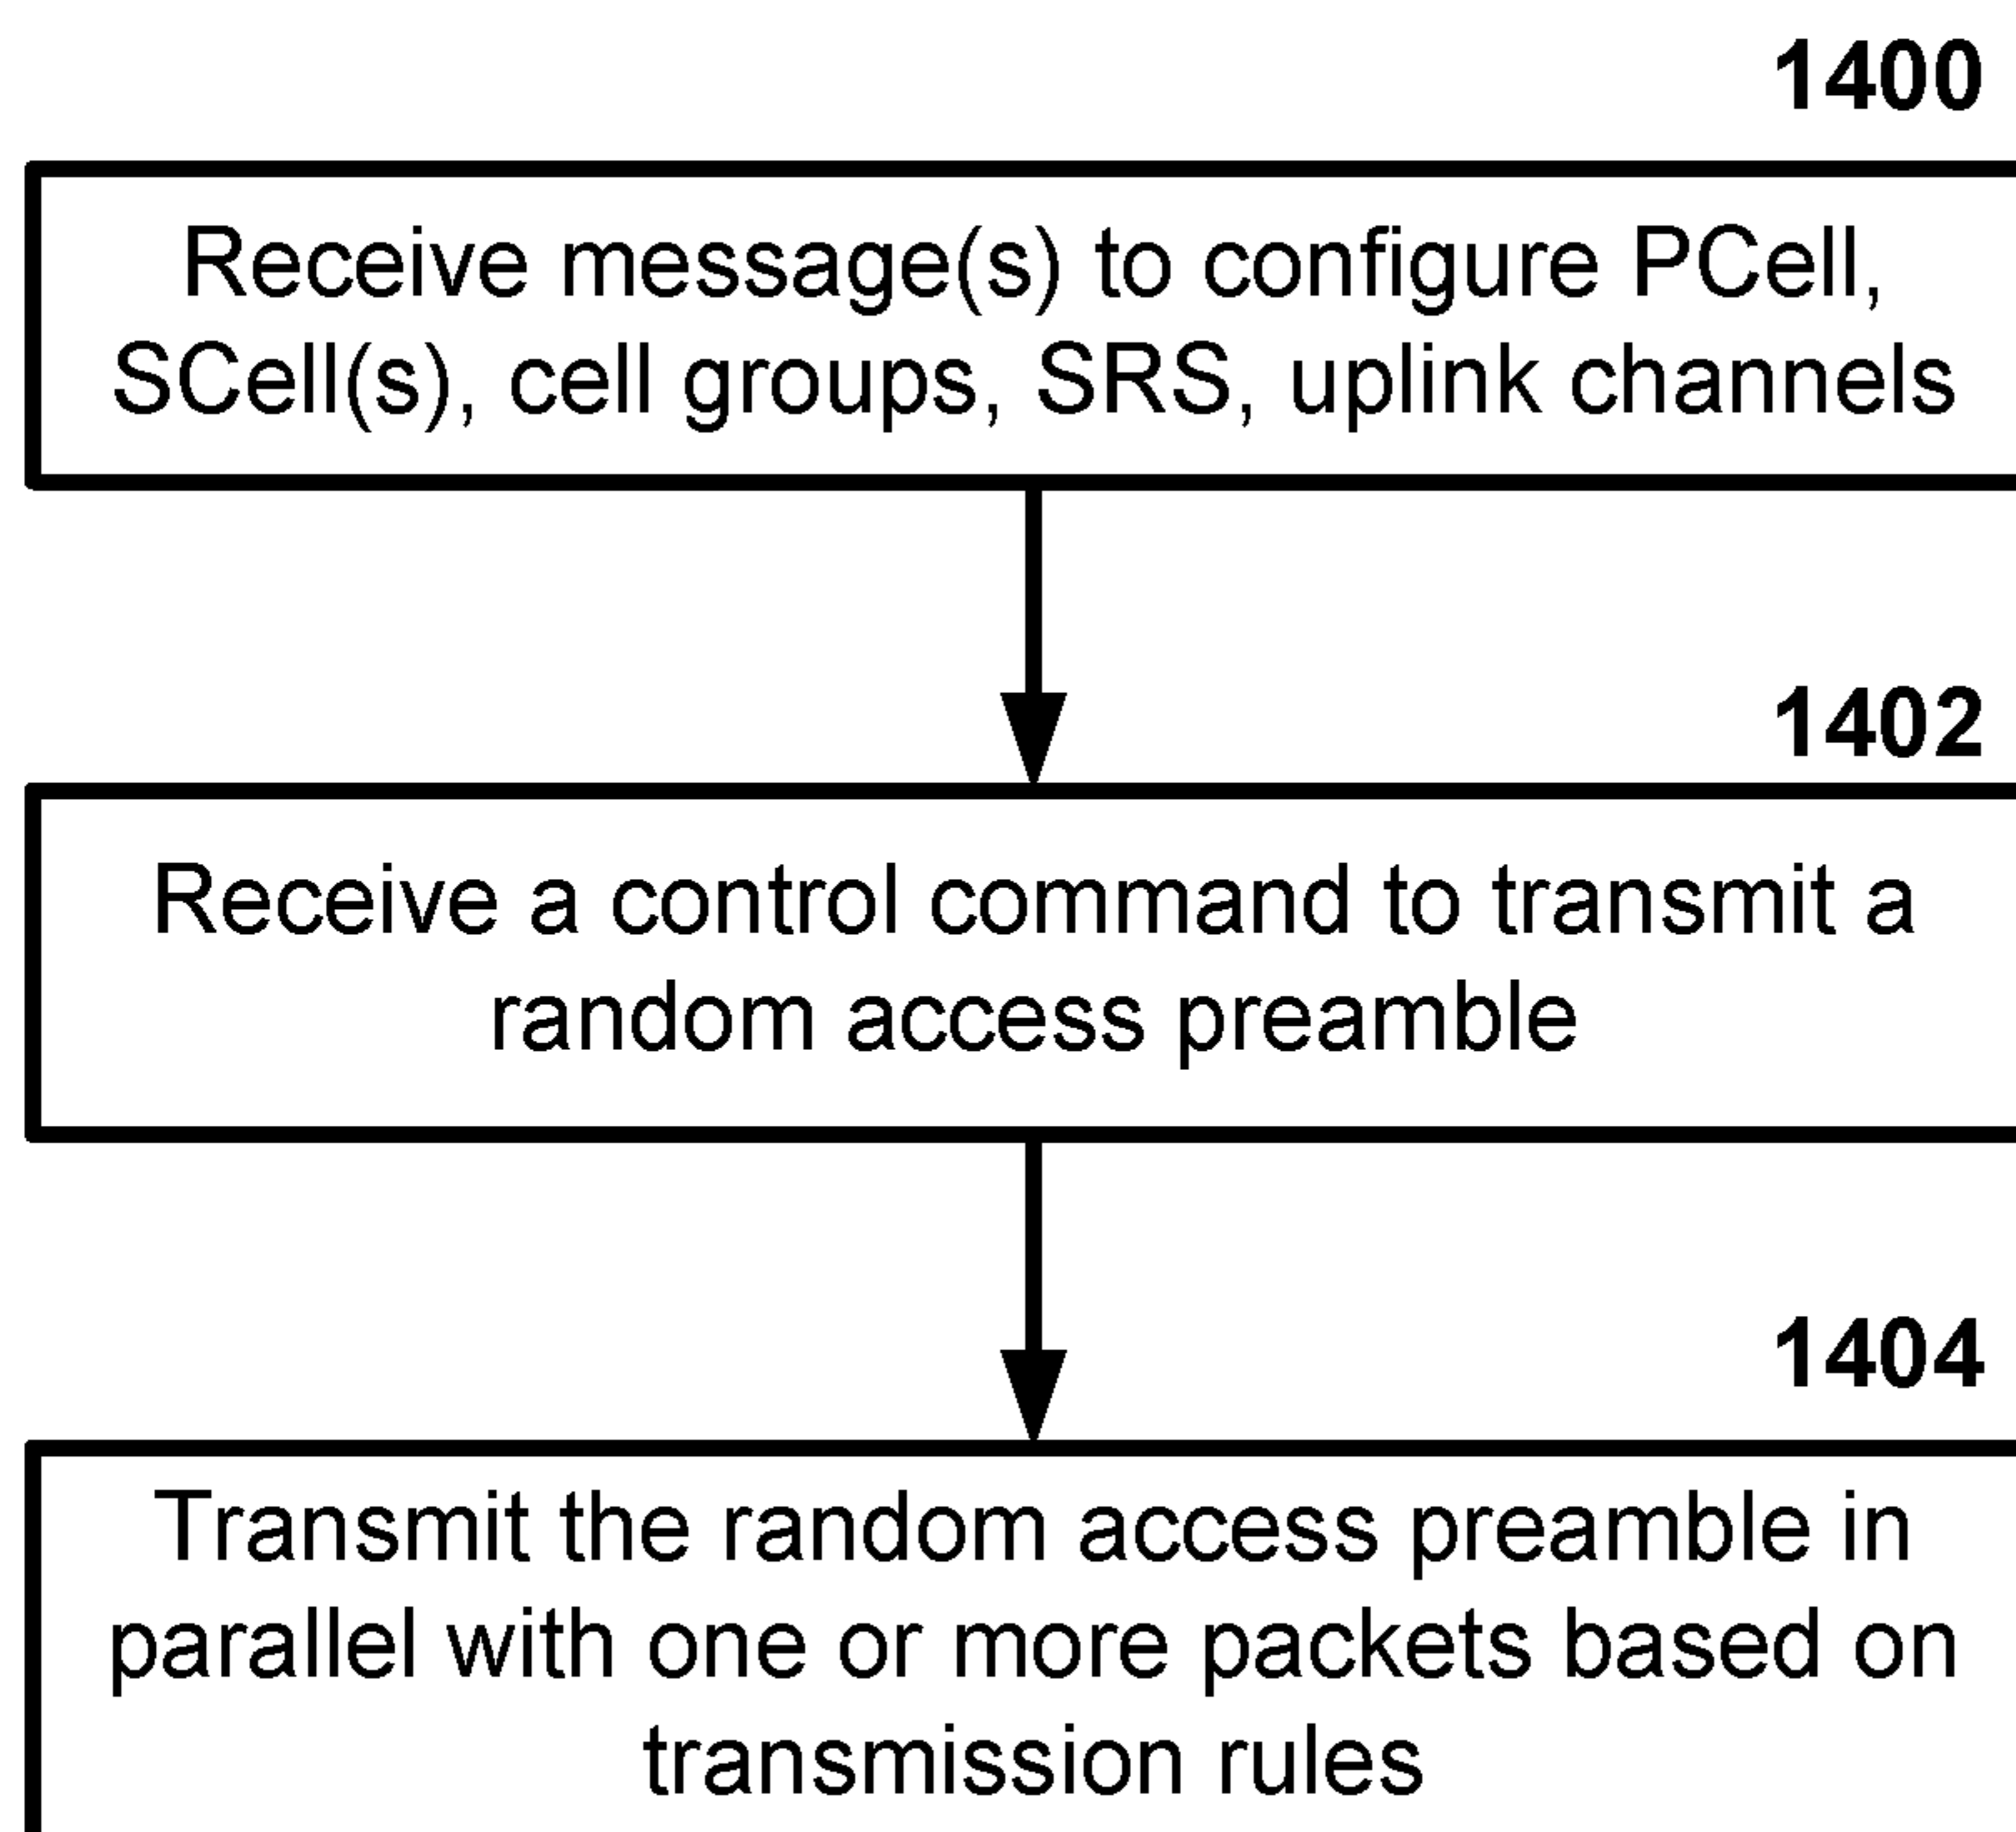 1400
Receive message(s) to configure PCell,
SCell(s), cell groups, SRS, uplink channels
1402
Receive a control command to transmit a
random access preamble
1404
Transmit the random access preamble in
parallel with one or more packets based on
transmission rules